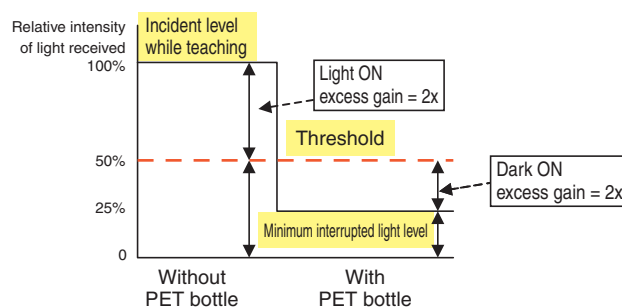 Relative intensity
of light received
Incident level
while teaching
100%
Light ON
excess gain = 2x
Threshold
50%
Dark ON
excess gain = 2x
25%
Minimum interrupted light level
0
Without
PET bottle
With
PET bottle